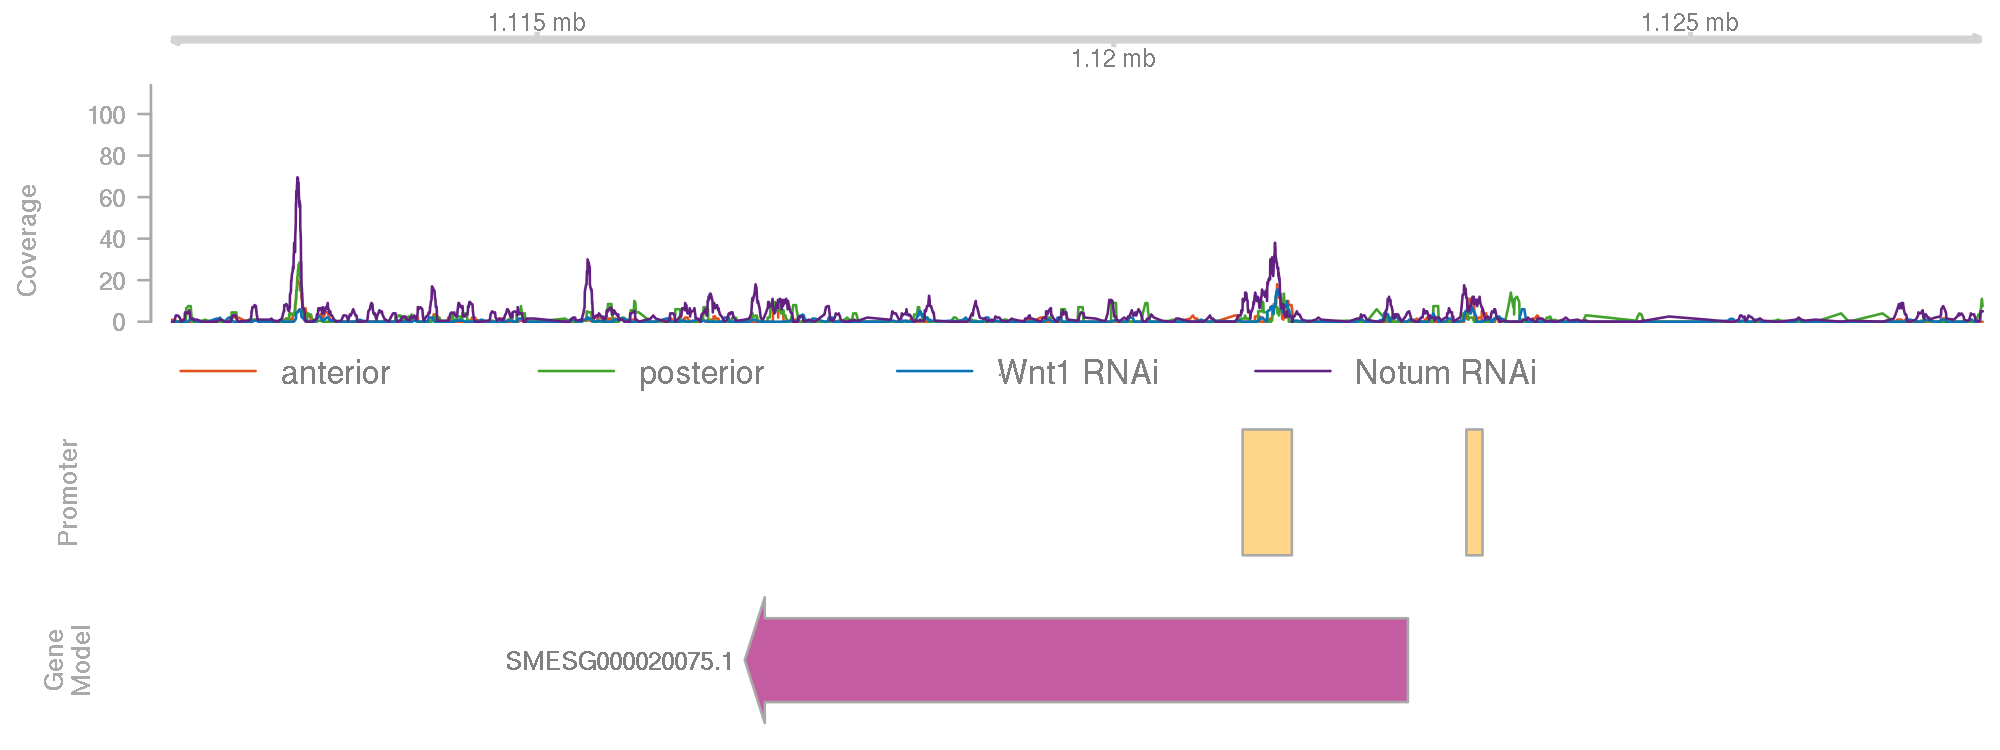 1.115 mb
1.125 mb
1.12 mb
Coverage
100
80
60
40
20
0
anterior posterior Wnt1 RNAi Notum RNAi
Promoter
Gene
Model
SMESG000020075.1